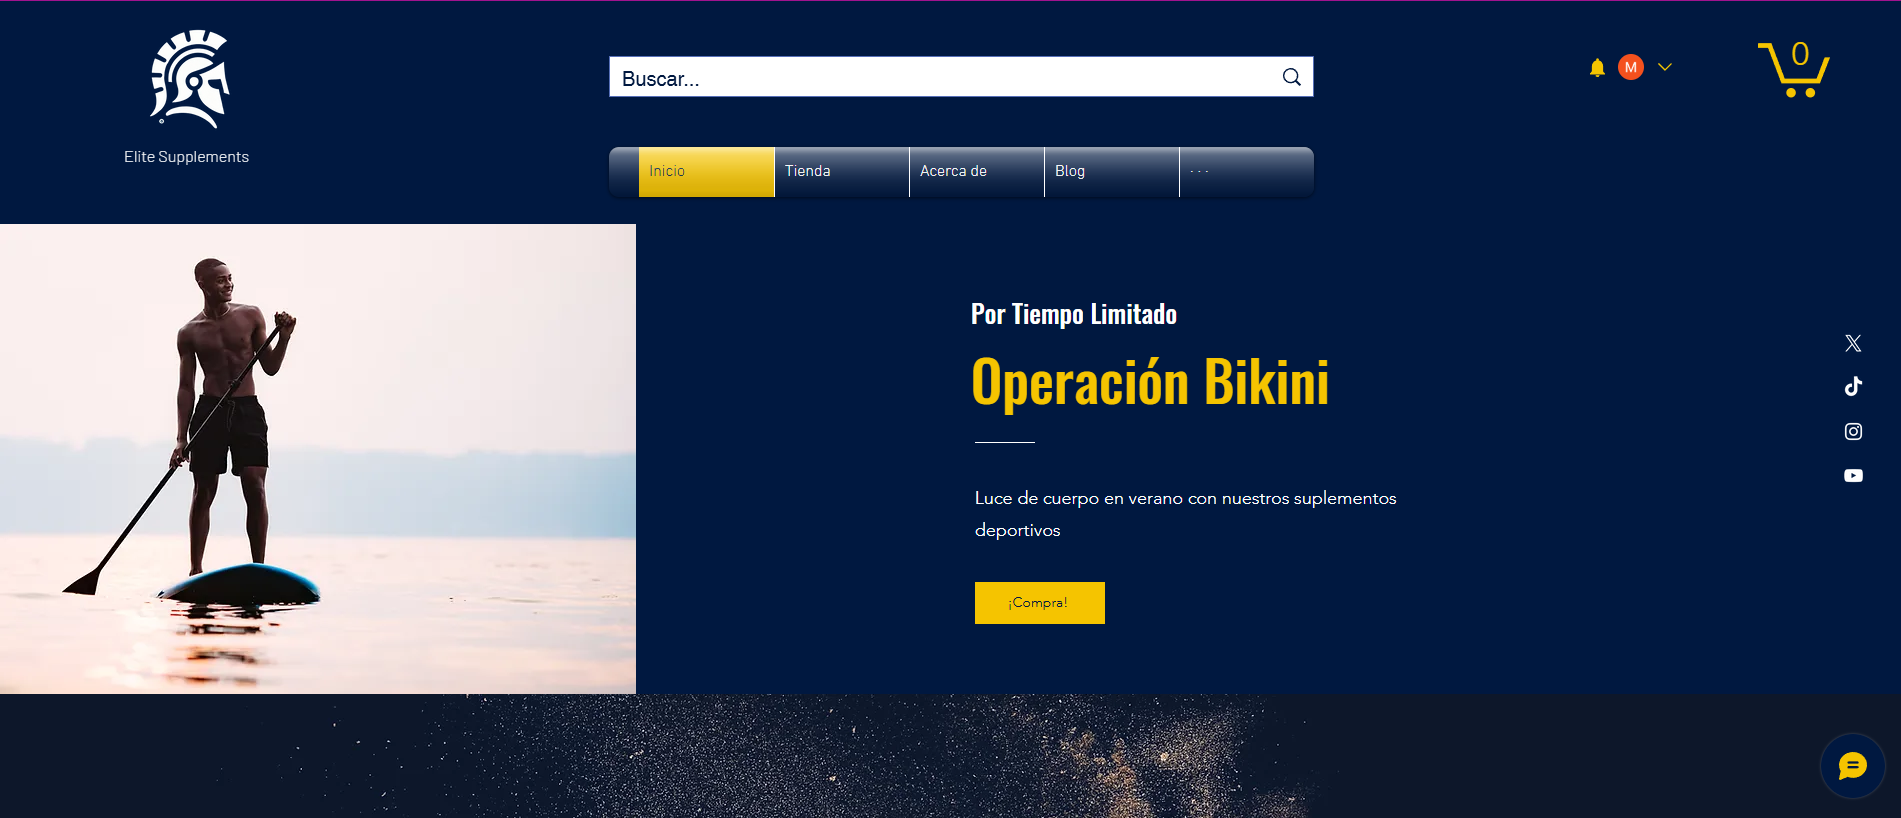 Buscar...
M
0
Elite Supplements
Inicio
Tienda
Acerca de
Blog
...
Por Tiempo Limitado
Operación Bikini
Luce de cuerpo en verano con nuestros suplementos
deportivos
¡Compra!